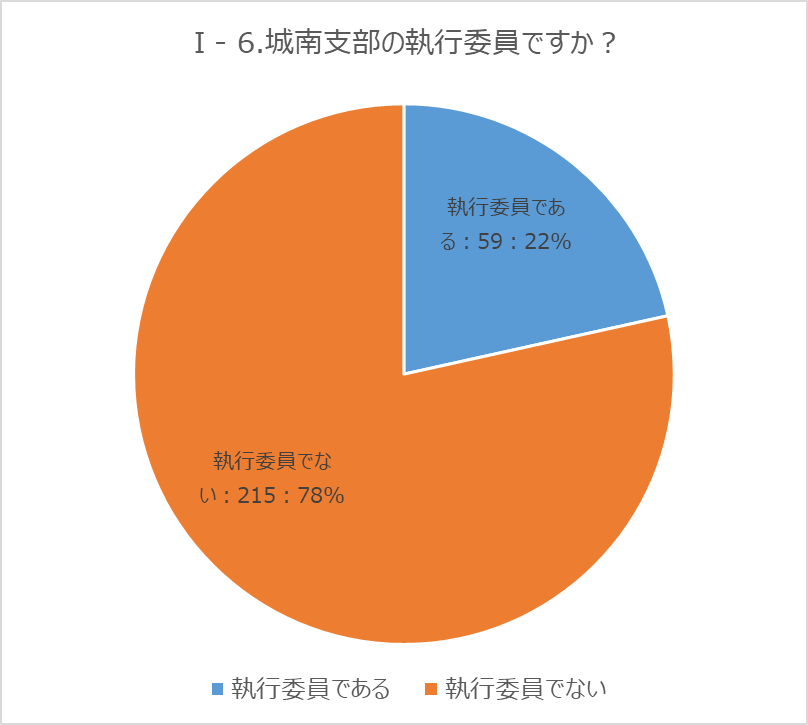 Ⅰ - 6.城南支部の執行委員ですか？
執行委員であ
る：59：22%
執行委員でな
い：215：78%
執行委員である
執行委員でない